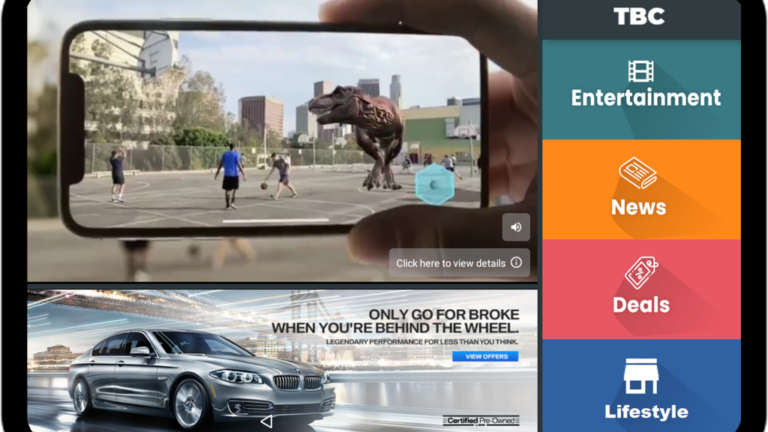 TBC
Entertainment
News
Deals
Lifestyle
Click here to view details
ONLY GO FOR BROKE
WHEN YOU'RE BEHIND THE WHEEL.
LEGENDARY PERFORMANCE FOR LESS THAN YOU THINK.
VIEW OFFERS
Certified Pre-Owned